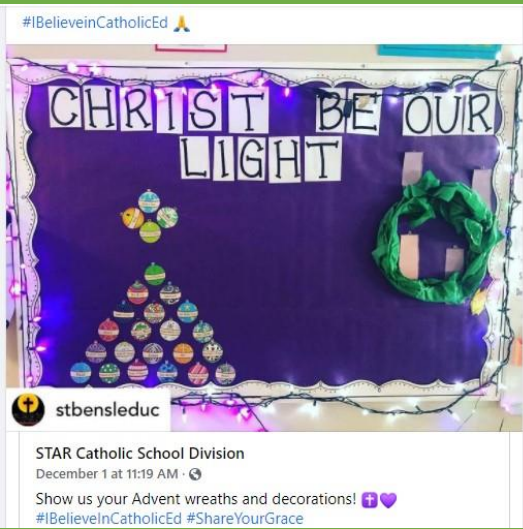 #IBelieveinCatholicEd 🙏
CHRIST BE OUR
LIGHT
stbensleduc
STAR Catholic School Division
December 1 at 11:19 AM ·
Show us your Advent wreaths and decorations! ✝️💜
#IBelieveInCatholicEd #ShareYourGrace